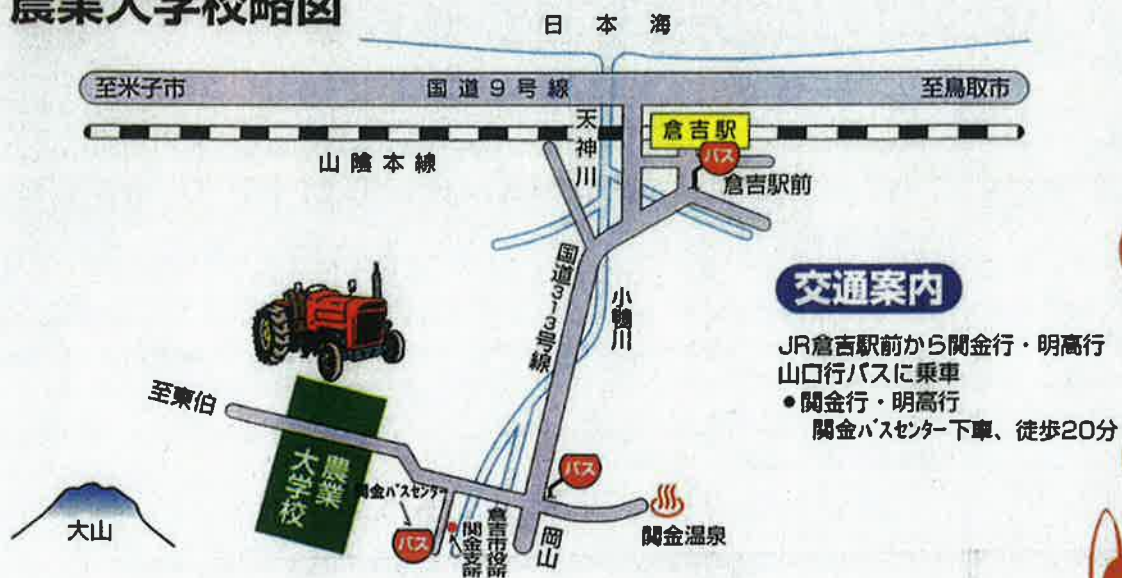 農業大学校略図
日本海
至米子市
国道9号線
至鳥取市
天神川
倉吉駅
バス
山陰本線
倉吉駅前
国道313号線
小鴨川
交通案内
JR倉吉駅前から関金行・明高行
山口行バスに乗車
•関金行・明高行
関金バスセンター下車、徒歩20分
至東伯
農業
大学校
関金バスセンター
バス
バス
倉吉市役所
関金支所
岡山
関金温泉
大山